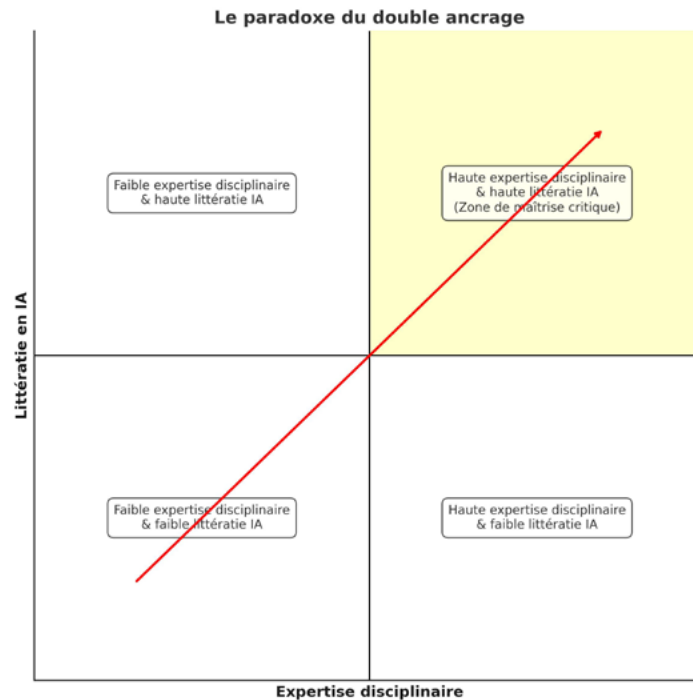 Le paradoxe du double ancrage
Faible expertise disciplinaire
& haute littératie IA
Haute expertise disciplinaire
& haute littératie IA
(Zone de maîtrise critique)
Littératie en IA
Faible expertise disciplinaire
& faible littératie IA
Haute expertise disciplinaire
& faible littératie IA
Expertise disciplinaire